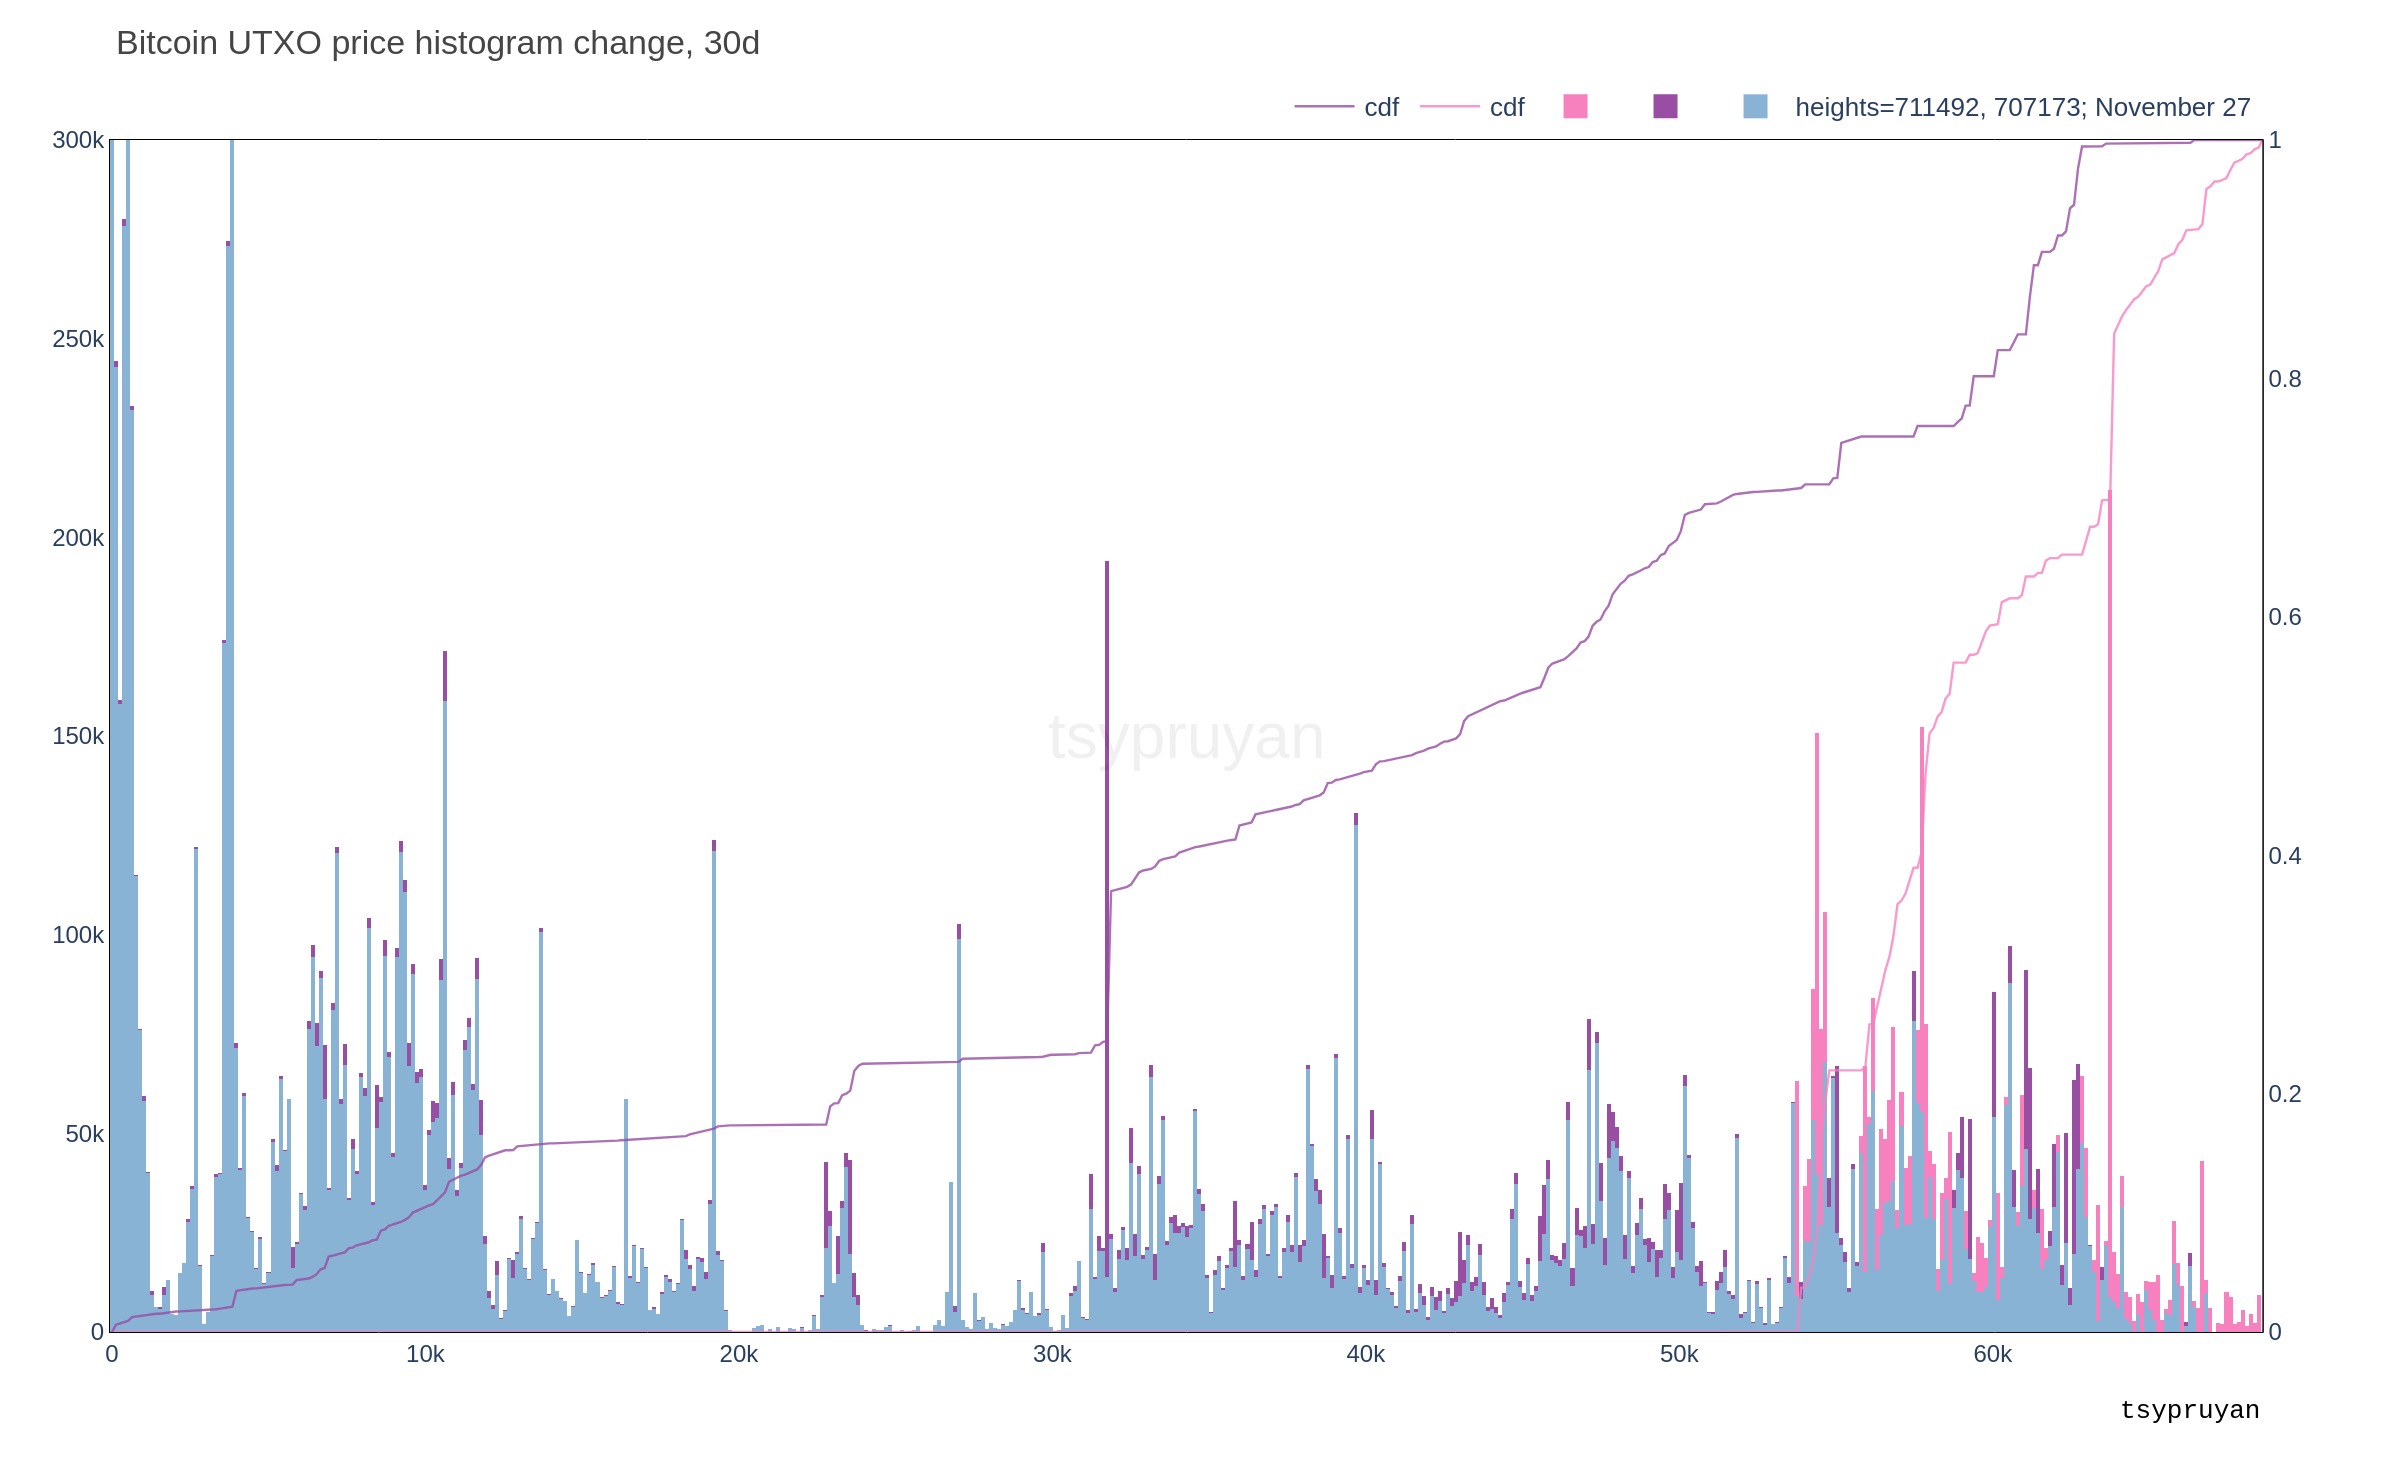 Bitcoin UTXO price histogram change, 30d
cdf cdf heights=711492, 707173; November 27
300k
250k
200k
150k
100k
50k
0
1
0.8
0.6
0.4
0.2
0
tsypruyan
0 10k 20k 30k 40k 50k 60k
tsypruyan